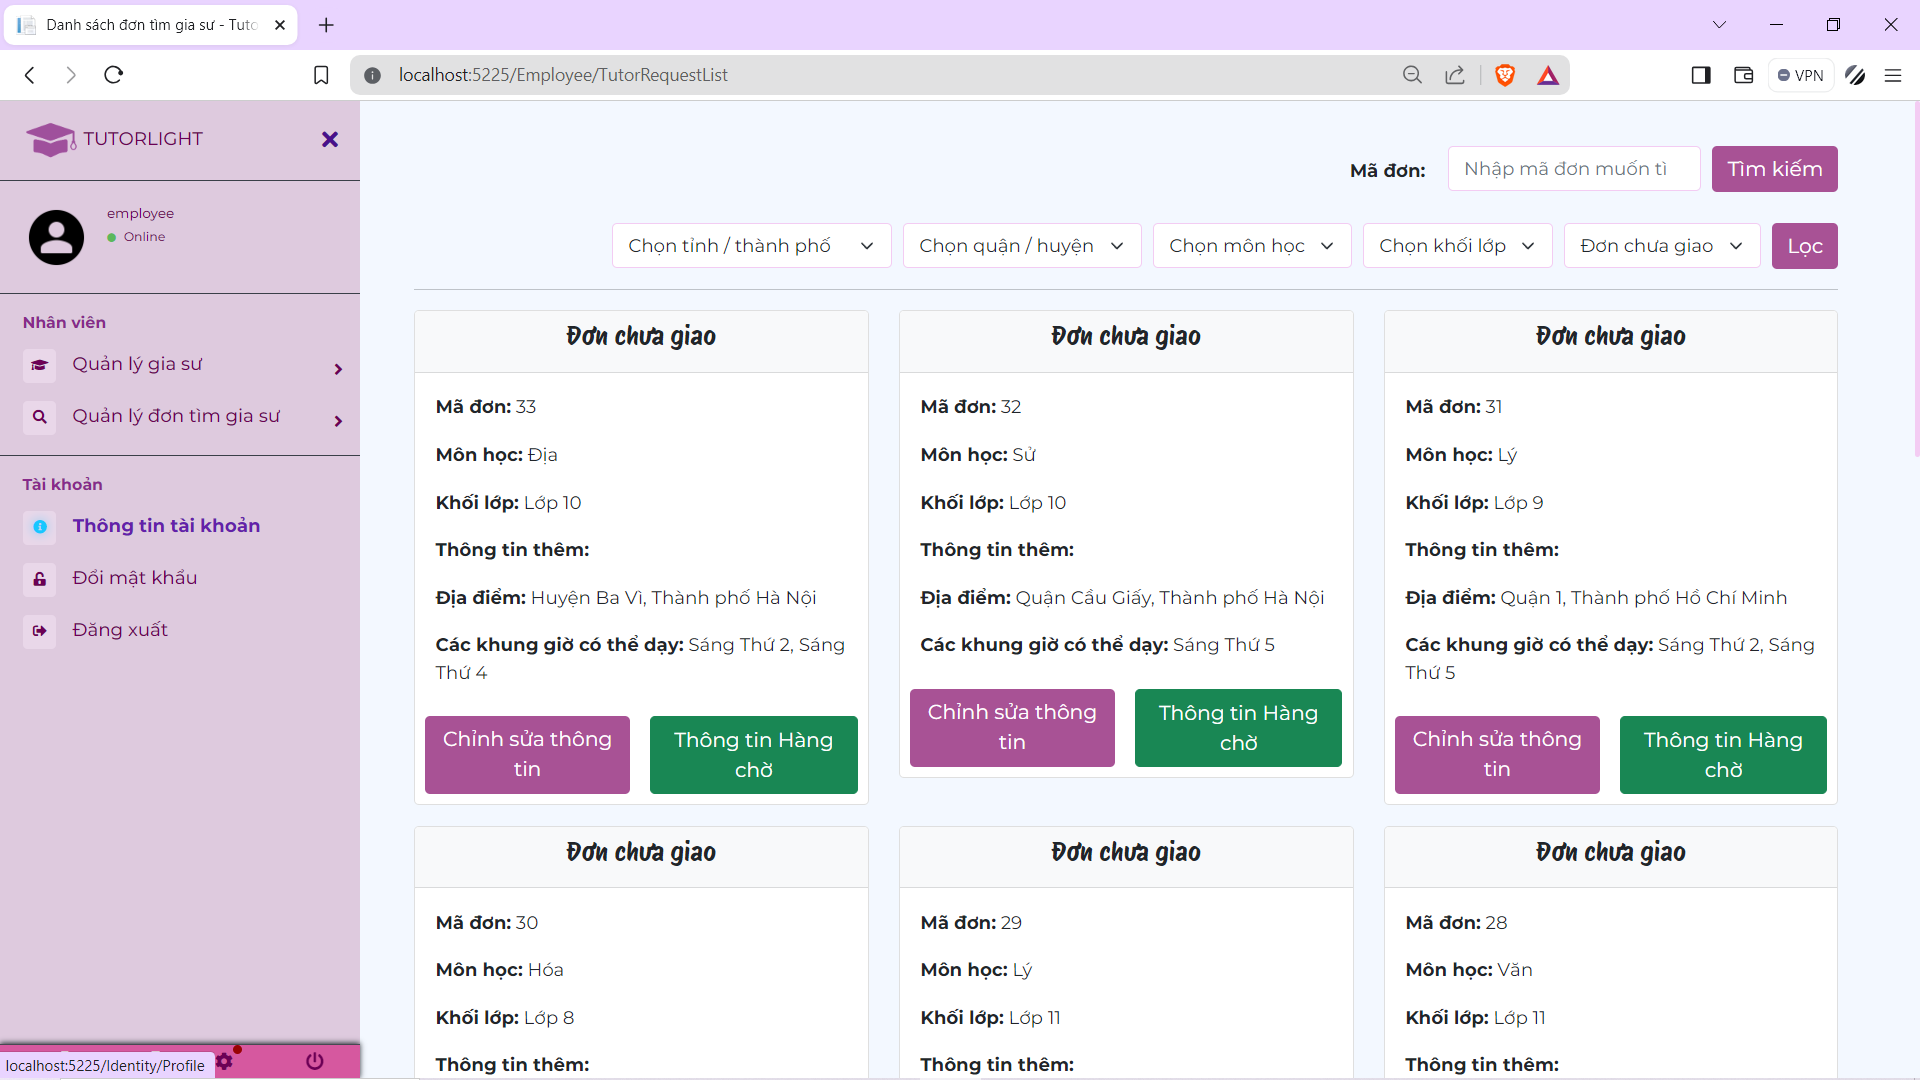 Danh sách đơn tìm gia sư - Tuto
localhost:5225/Employee/TutorRequestList
VPN
TUTORLIGHT
employee
Online
Nhân viên
Quản lý gia sư
Quản lý đơn tìm gia sư
Tài khoản
Thông tin tài khoản
Đổi mật khẩu
Đăng xuất
localhost:5225/Identity/Profile
Mã đơn:
Nhập mã đơn muốn tì
Tìm kiếm
Chọn tỉnh / thành phố
Chọn quận / huyện
Chọn môn học
Chọn khối lớp
Đơn chưa giao
Lọc
Đơn chưa giao
Mã đơn: 33
Môn học: Địa
Khối lớp: Lớp 10
Thông tin thêm:
Địa điểm: Huyện Ba Vì, Thành phố Hà Nội
Các khung giờ có thể dạy: Sáng Thứ 2, Sáng
Thứ 4
Chỉnh sửa thông
tin
Thông tin Hàng
chờ
Đơn chưa giao
Mã đơn: 32
Môn học: Sử
Khối lớp: Lớp 10
Thông tin thêm:
Địa điểm: Quận Cầu Giấy, Thành phố Hà Nội
Các khung giờ có thể dạy: Sáng Thứ 5
Chỉnh sửa thông
tin
Thông tin Hàng
chờ
Đơn chưa giao
Mã đơn: 31
Môn học: Lý
Khối lớp: Lớp 9
Thông tin thêm:
Địa điểm: Quận 1, Thành phố Hồ Chí Minh
Các khung giờ có thể dạy: Sáng Thứ 2, Sáng
Thứ 5
Chỉnh sửa thông
tin
Thông tin Hàng
chờ
Đơn chưa giao
Mã đơn: 30
Môn học: Hóa
Khối lớp: Lớp 8
Thông tin thêm:
Đơn chưa giao
Mã đơn: 29
Môn học: Lý
Khối lớp: Lớp 11
Thông tin thêm:
Đơn chưa giao
Mã đơn: 28
Môn học: Văn
Khối lớp: Lớp 11
Thông tin thêm: